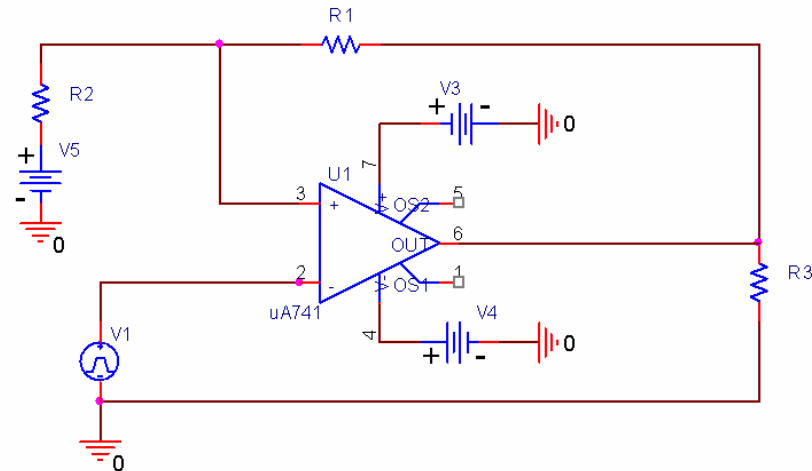 R1
R2
V3
+ -
0
V5
+
-
0
7
U1
5
3
+
V+
OS2
6
OUT
2
-
V-
OS1
1
R3
uA741
4
V4
+ -
0
V1
0